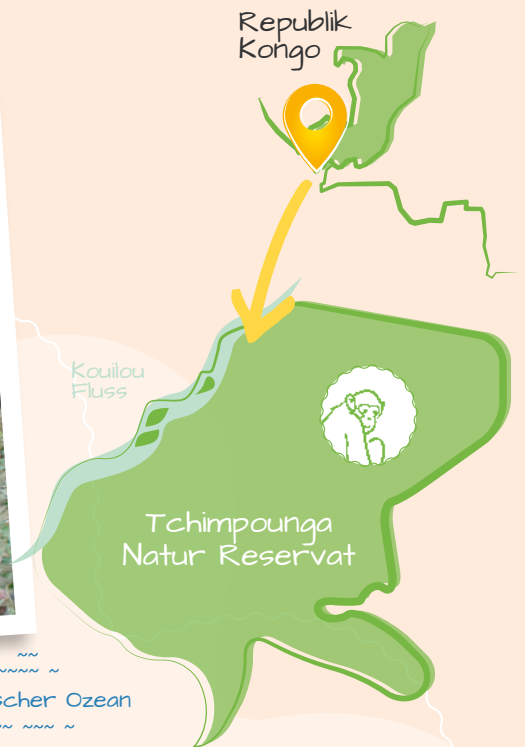 Republik
Kongo
Kouilou
Fluss
Tchimpounga
Natur Reservat
scher Ozean